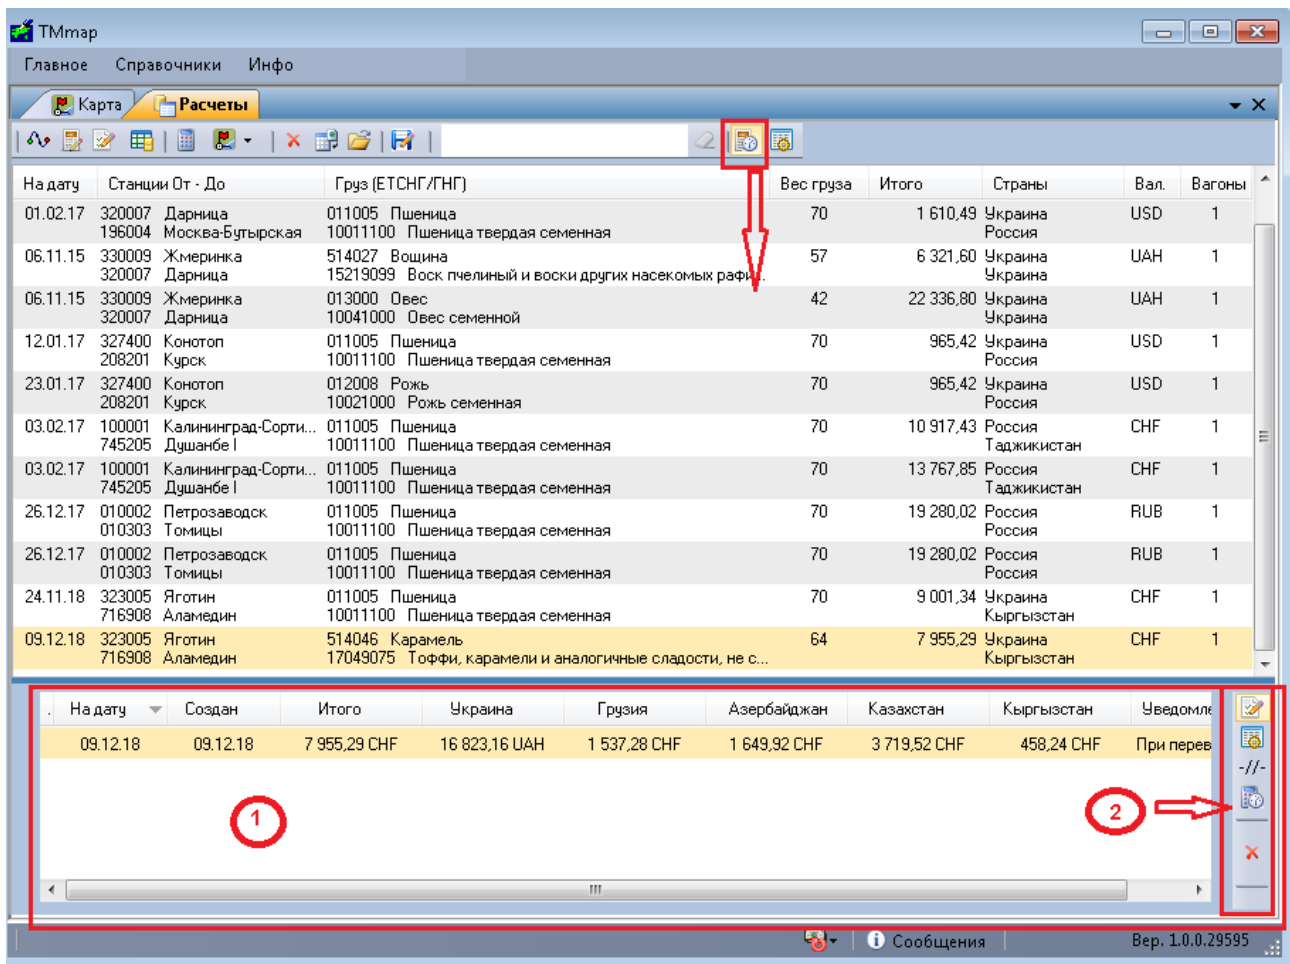 TMmap
Главное Справочники Инфо
Карта Расчеты
На дату Станции От - До Груз (ЕТСНГ/ГНГ) Вес груза Итого Страны Вал. Вагоны
01.02.17 320007 Дарница 011005 Пшеница 70 1 610,49 Украина USD 1
196004 Москва-Бутырская 10011100 Пшеница твердая семенная Россия
06.11.15 330009 Жмеринка 514027 Вощина 57 6 321,60 Украина UAH 1
320007 Дарница 15219099 Воск пчелиный и воски других насекомых рафи... Украина
06.11.15 330009 Жмеринка 013000 Овес 42 22 336,80 Украина UAH 1
320007 Дарница 10041000 Овес семенной Украина
12.01.17 327400 Конотоп 011005 Пшеница 70 965,42 Украина USD 1
208201 Курск 10011100 Пшеница твердая семенная Россия
23.01.17 327400 Конотоп 012008 Рожь 70 965,42 Украина USD 1
208201 Курск 10021000 Рожь семенная Россия
03.02.17 100001 Калининград-Сорти... 011005 Пшеница 70 10 917,43 Россия CHF 1
745205 Душанбе I 10011100 Пшеница твердая семенная Таджикистан
03.02.17 100001 Калининград-Сорти... 011005 Пшеница 70 13 767,85 Россия CHF 1
745205 Душанбе I 10011100 Пшеница твердая семенная Таджикистан
26.12.17 010002 Петрозаводск 011005 Пшеница 70 19 280,02 Россия RUB 1
010303 Томицы 10011100 Пшеница твердая семенная Россия
26.12.17 010002 Петрозаводск 011005 Пшеница 70 19 280,02 Россия RUB 1
010303 Томицы 10011100 Пшеница твердая семенная Россия
24.11.18 323005 Яготин 011005 Пшеница 70 9 001,34 Украина CHF 1
716908 Аламедин 10011100 Пшеница твердая семенная Кыргызстан
09.12.18 323005 Яготин 514046 Карамель 64 7 955,29 Украина CHF 1
716908 Аламедин 17049075 Тоффи, карамели и аналогичные сладости, не с... Кыргызстан
. На дату Создан Итого Украина Грузия Азербайджан Казахстан Кыргызстан Уведомле
09.12.18 09.12.18 7 955,29 CHF 16 823,16 UAH 1 537,28 CHF 1 649,92 CHF 3 719,52 CHF 458,24 CHF При перев
-//-
1
2
Сообщения Вер. 1.0.0.29595